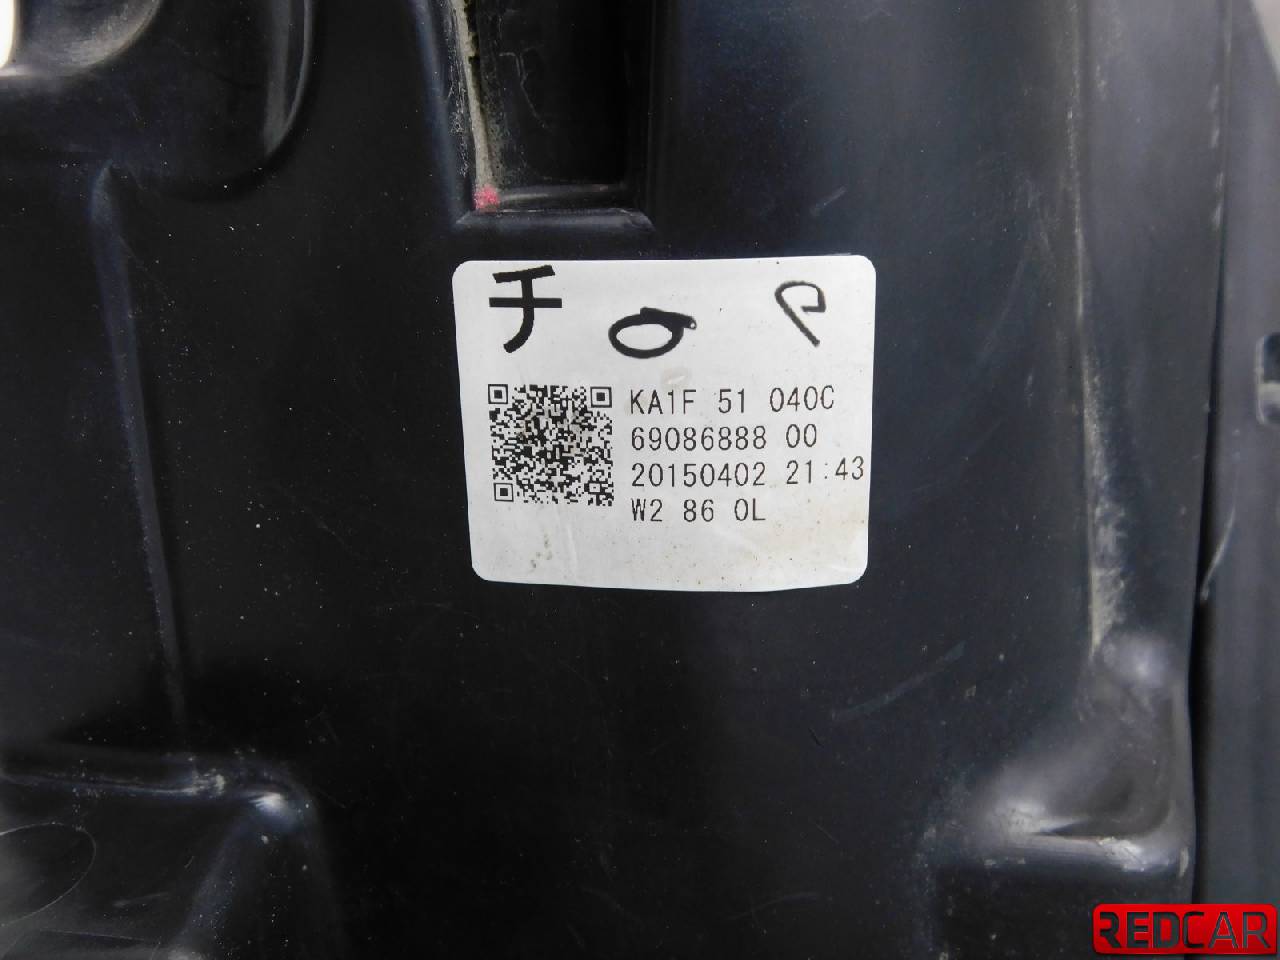 チ
KA1F 51 040C
69086888 00
20150402 21:43
W2 86 0L
REDCAR